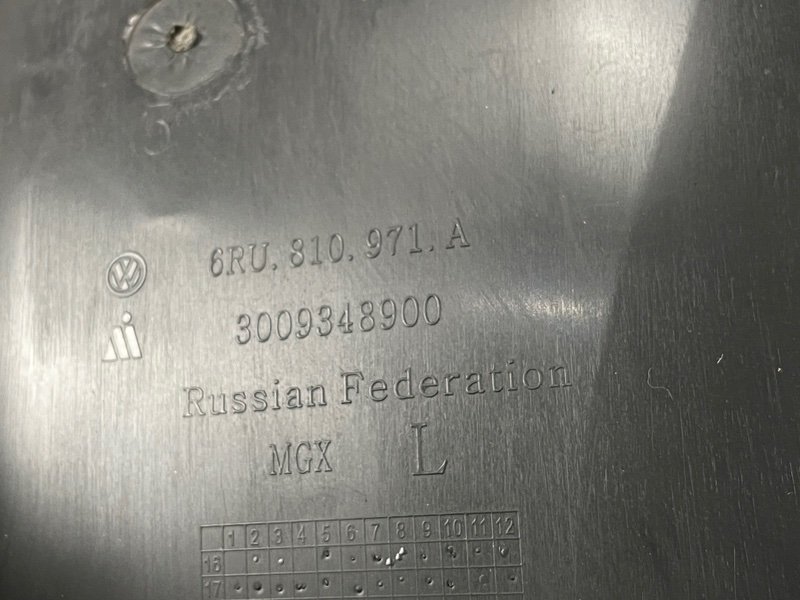 6RU.810.971.A
3009348900
Russian Federation
MGX L
1 2 3 4 5 6 7 8 9 10 11 12
16
17